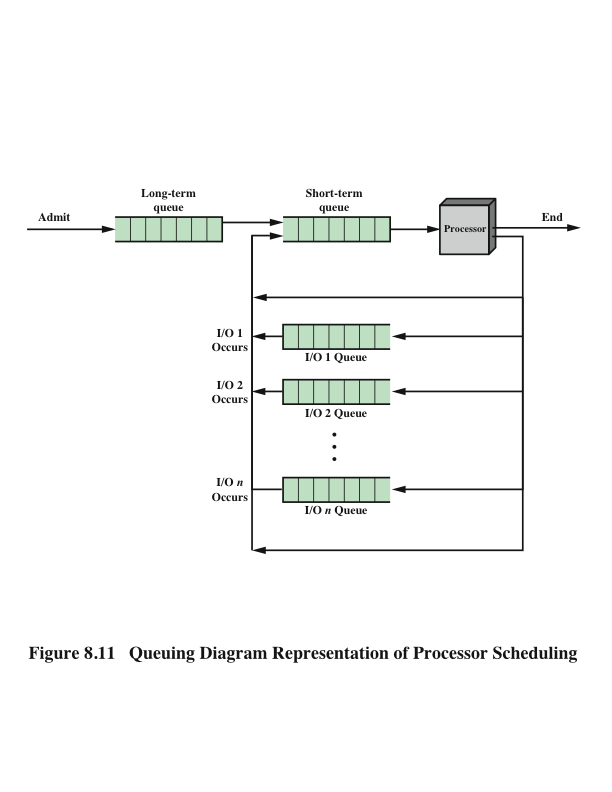 Long-term
queue
Short-term
queue
Admit
Processor
End
I/O 1
Occurs
I/O 1 Queue
I/O 2
Occurs
I/O 2 Queue
I/O n
Occurs
I/O n Queue
Figure 8.11 Queuing Diagram Representation of Processor Scheduling